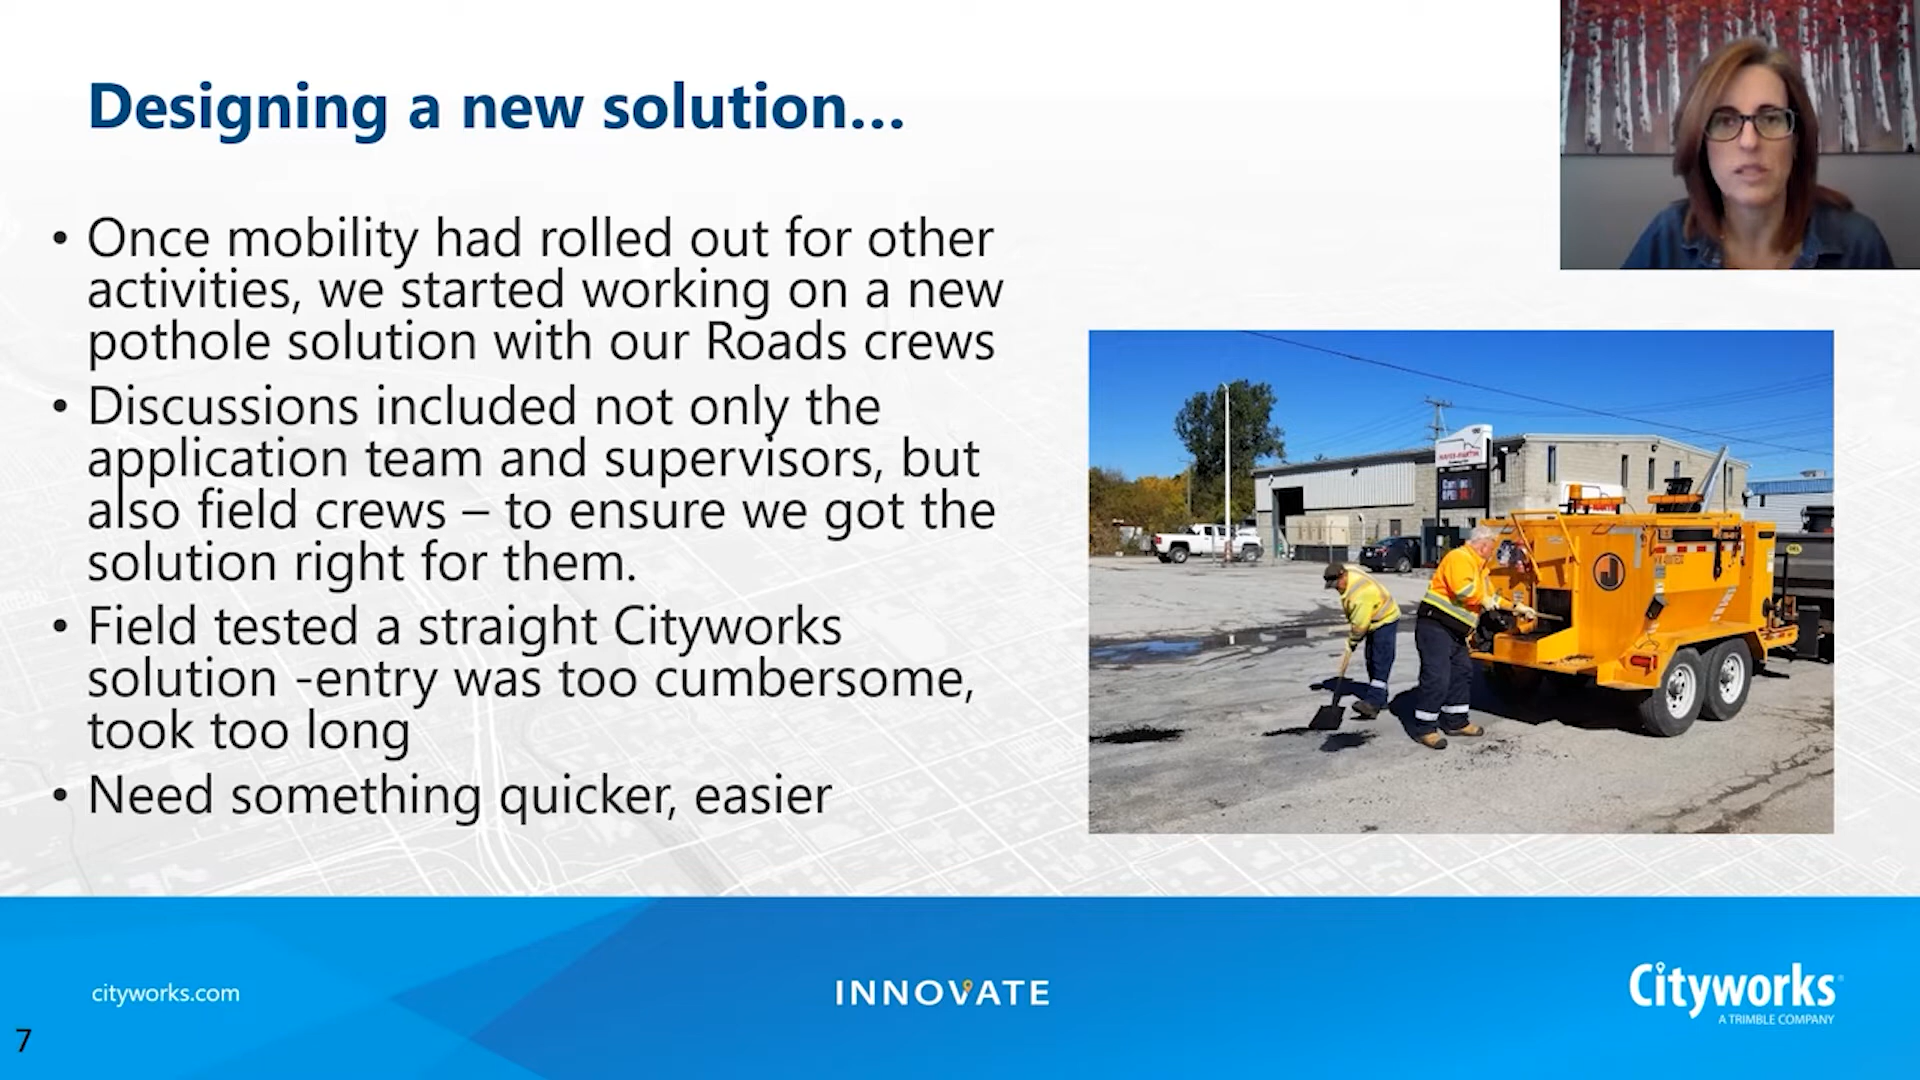 Designing a new solution...
• Once mobility had rolled out for other
activities, we started working on a new
pothole solution with our Roads crews
• Discussions included not only the
application team and supervisors, but
also field crews – to ensure we got the
solution right for them.
• Field tested a straight Cityworks
solution -entry was too cumbersome,
took too long
• Need something quicker, easier
cityworks.com
INNOVATE
Cityworks
A TRIMBLE COMPANY
7